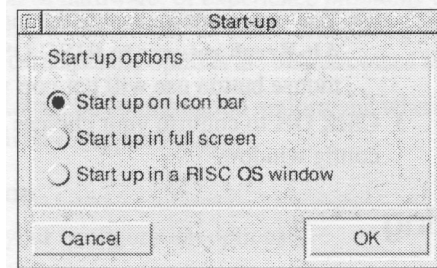 Start-up
Start-up options
Start up on Icon bar
Start up in full screen
Start up in a RISC OS window
Cancel
OK